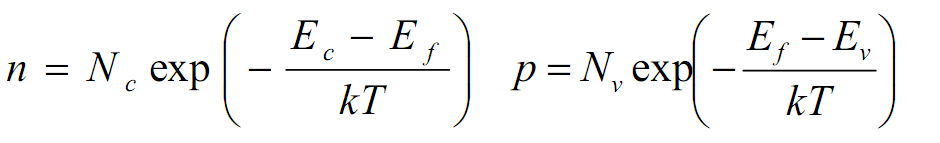 n = N_c exp ( − (E_c − E_f) / kT ) p = N_v exp ( − (E_f − E_v) / kT )